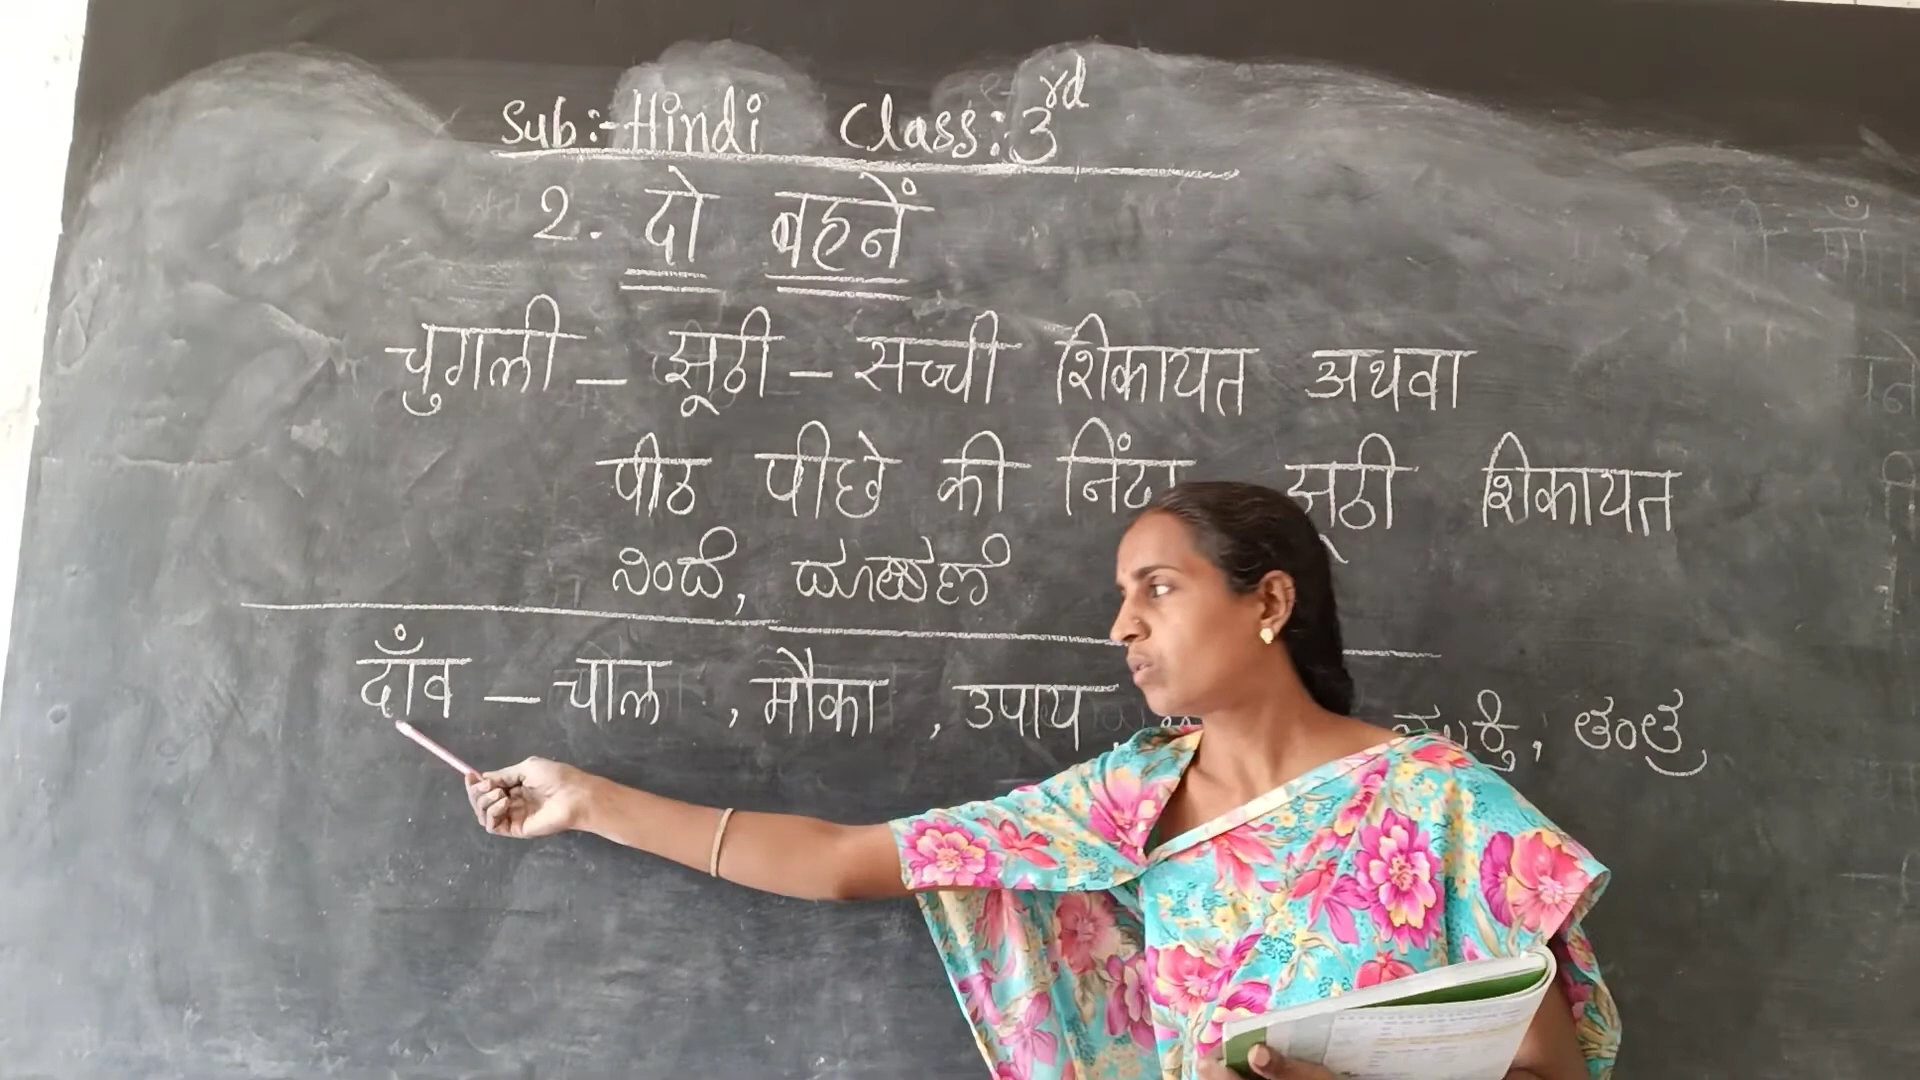 Sub:- Hindi Class: 3rd
2. दो बहनें
चुगली – झूठी – सच्ची शिकायत अथवा
पीठ पीछे की निंदा झूठी शिकायत
ನಿಂದೆ,
दाँव – चाल , मौका , उपाय ತಂತ್ರ